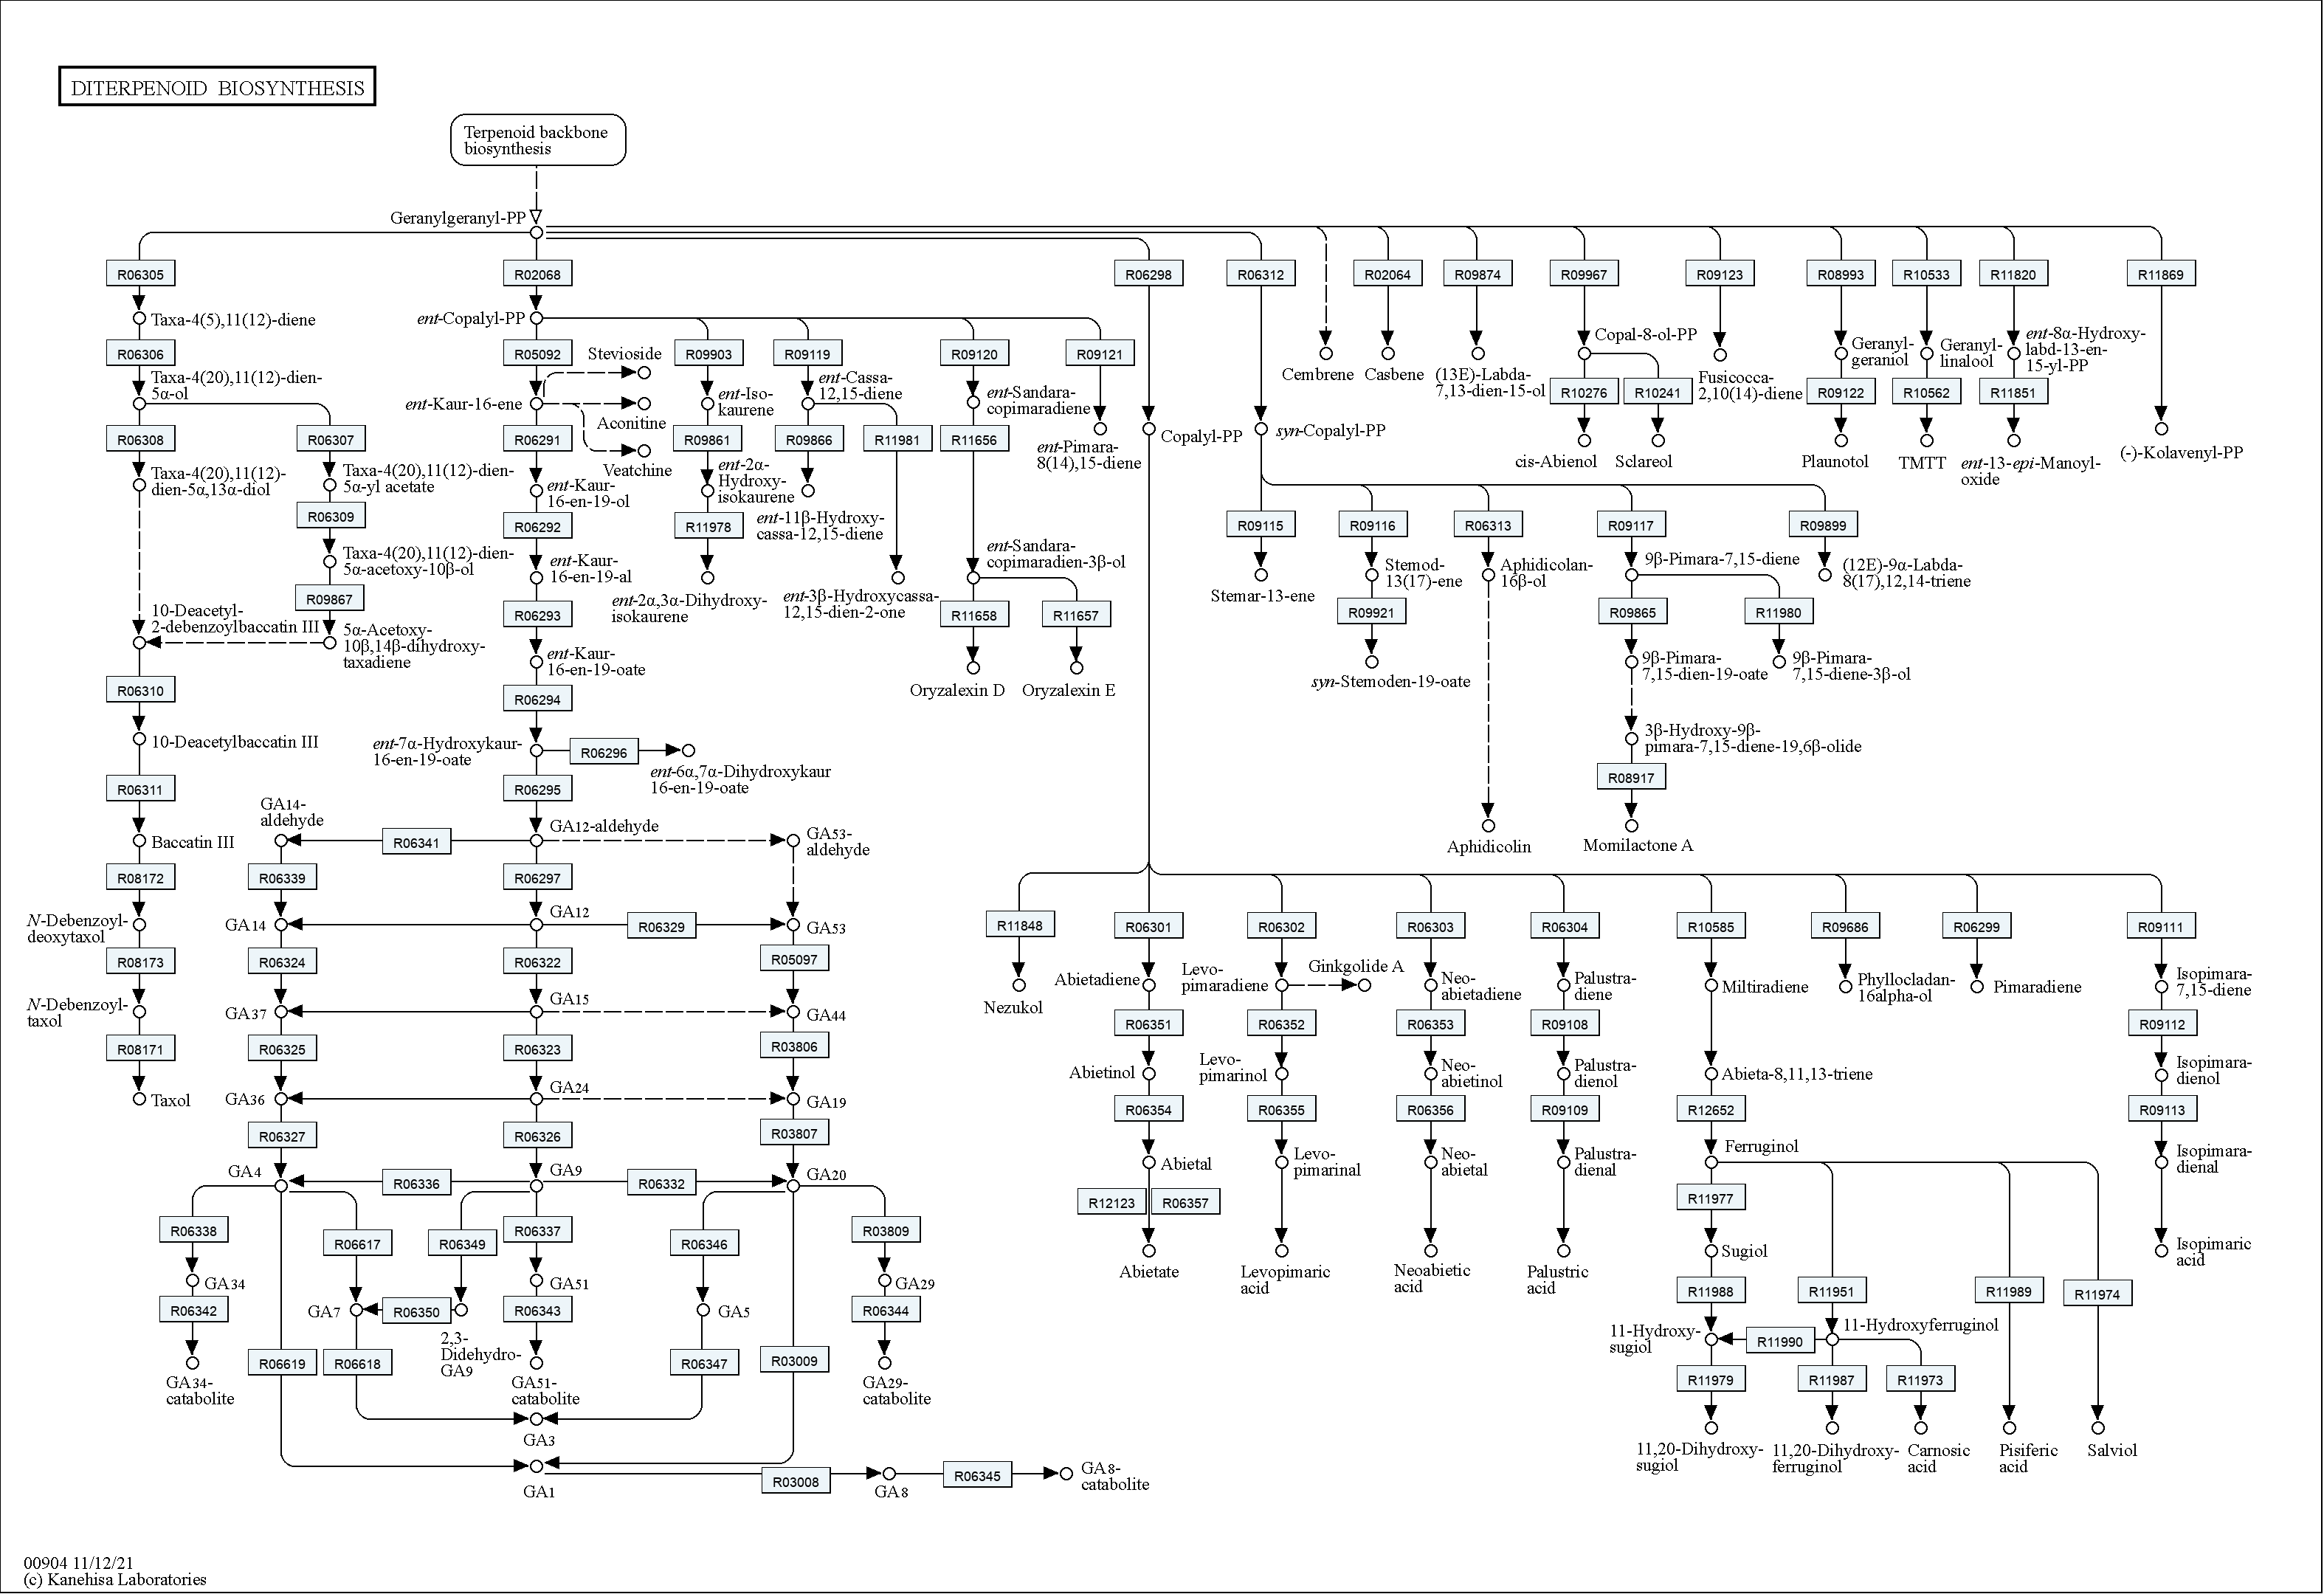 DITERPENOID BIOSYNTHESIS
Terpenoid backbone
biosynthesis
Geranylgeranyl-PP
R06305
R02068
R06298
R06312
R02064
R09874
R09967
R09123
R08993
R10533
R11820
R11869
Taxa-4(5),11(12)-diene
ent-Copalyl-PP
R06306
R05092
Stevioside
R09903
R09119
R09120
R09121
Taxa-4(20),11(12)-dien-
5α-ol
ent-Kaur-16-ene
Aconitine
Veatchine
ent-Iso-
kaurene
ent-Cassa-
12,15-diene
ent-Sandara-
copimaradiene
ent-Pimara-
8(14),15-diene
Copalyl-PP
syn-Copalyl-PP
Cembrene
Casbene
(13E)-Labda-
7,13-dien-15-ol
Copal-8-ol-PP
R10276
R10241
Fusicocca-
2,10(14)-diene
Geranyl-
geraniol
R09122
Geranyl-
linalool
R10562
ent-8α-Hydroxy-
labd-13-en-
15-yl-PP
R11851
cis-Abienol
Sclareol
Plaunotol
TMTT
ent-13-epi-Manoyl-
oxide
(-)-Kolavenyl-PP
R06308
R06307
R06291
R09861
R09866
R11981
R11656
Taxa-4(20),11(12)-
dien-5α,13α-diol
Taxa-4(20),11(12)-dien-
5α-yl acetate
ent-Kaur-
16-en-19-ol
ent-2α-
Hydroxy-
isokaurene
R06309
R06292
R11978
ent-11β-Hydroxy-
cassa-12,15-diene
R09115
R09116
R06313
R09117
R09899
Taxa-4(20),11(12)-dien-
5α-acetoxy-10β-ol
ent-Kaur-
16-en-19-al
ent-Sandara-
copimaradien-3β-ol
Stemar-13-ene
Stemod-
13(17)-ene
Aphidicolan-
16β-ol
9β-Pimara-7,15-diene
(12E)-9α-Labda-
8(17),12,14-triene
R09867
R06293
ent-2α,3α-Dihydroxy-
isokaurene
ent-3β-Hydroxycassa-
12,15-dien-2-one
R11658
R11657
R09921
R09865
R11980
10-Deacetyl-
2-debenzoylbaccatin III
5α-Acetoxy-
10β,14β-dihydroxy-
taxadiene
ent-Kaur-
16-en-19-oate
Oryzalexin D
Oryzalexin E
syn-Stemoden-19-oate
9β-Pimara-
7,15-dien-19-oate
9β-Pimara-
7,15-diene-3β-ol
R06310
R06294
10-Deacetylbaccatin III
ent-7α-Hydroxykaur-
16-en-19-oate
R06296
ent-6α,7α-Dihydroxykaur
16-en-19-oate
3β-Hydroxy-9β-
pimara-7,15-diene-19,6β-olide
R08917
R06311
R06295
Baccatin III
GA14-
aldehyde
R06341
GA12-aldehyde
GA53-
aldehyde
Aphidicolin
Momilactone A
R08172
R06339
R06297
N-Debenzoyl-
deoxytaxol
GA14
GA12
R06329
GA53
R11848
R06301
R06302
R06303
R06304
R10585
R09686
R06299
R09111
R08173
R06324
R06322
R05097
Nezukol
Abietadiene
Levo-
pimaradiene
Ginkgolide A
Neo-
abietadiene
Palustra-
diene
Miltiradiene
Phyllocladan-
16alpha-ol
Pimaradiene
Isopimara-
7,15-diene
N-Debenzoyl-
taxol
GA37
GA15
GA44
R06351
R06352
R06353
R09108
R09112
R08171
R06325
R06323
R03806
Abietinol
Levo-
pimarinol
Neo-
abietinol
Palustra-
dienol
Abieta-8,11,13-triene
Isopimara-
dienol
Taxol
GA36
GA24
GA19
R06354
R06355
R06356
R09109
R12652
R09113
R06327
R06326
R03807
Abietal
Levo-
pimarinal
Neo-
abietal
Palustra-
dienal
Ferruginol
Isopimara-
dienal
GA4
R06336
GA9
R06332
GA20
R12123
R06357
R11977
R06338
R06617
R06349
R06337
R06346
R03809
Abietate
Levopimaric
acid
Neoabietic
acid
Palustric
acid
Sugiol
Isopimaric
acid
GA34
GA51
GA29
R11988
R11951
R11989
R11974
R06342
GA7
R06350
2,3-
Didehydro-
GA9
R06343
GA5
R06344
11-Hydroxy-
sugiol
R11990
11-Hydroxyferruginol
GA34-
catabolite
R06619
R06618
GA51-
catabolite
R06347
R03009
GA29-
catabolite
R11979
R11987
R11973
GA3
11,20-Dihydroxy-
sugiol
11,20-Dihydroxy-
ferruginol
Carnosic
acid
Pisiferic
acid
Salviol
GA1
R03008
GA8
R06345
GA8-
catabolite
00904 11/12/21
(c) Kanehisa Laboratories